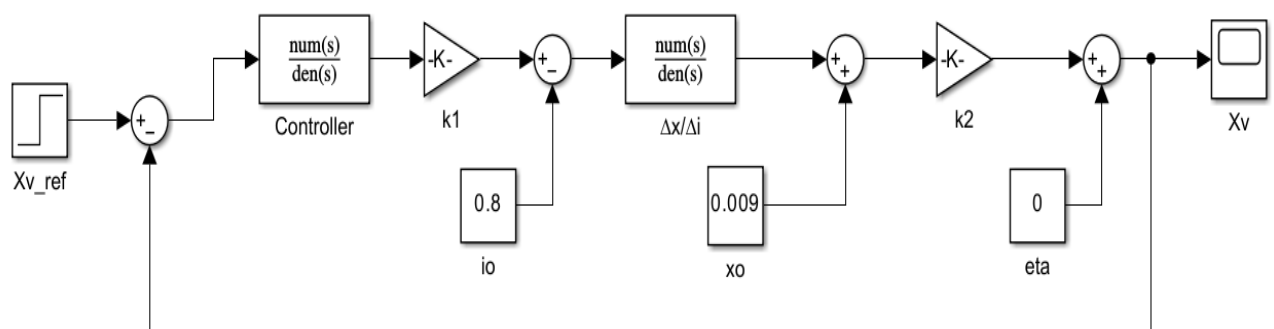 Xv_ref
+
−
num(s)
den(s)
Controller
-K-
k1
+
−
0.8
io
num(s)
den(s)
Δx/Δi
+
+
0.009
xo
-K-
k2
+
+
0
eta
Xv